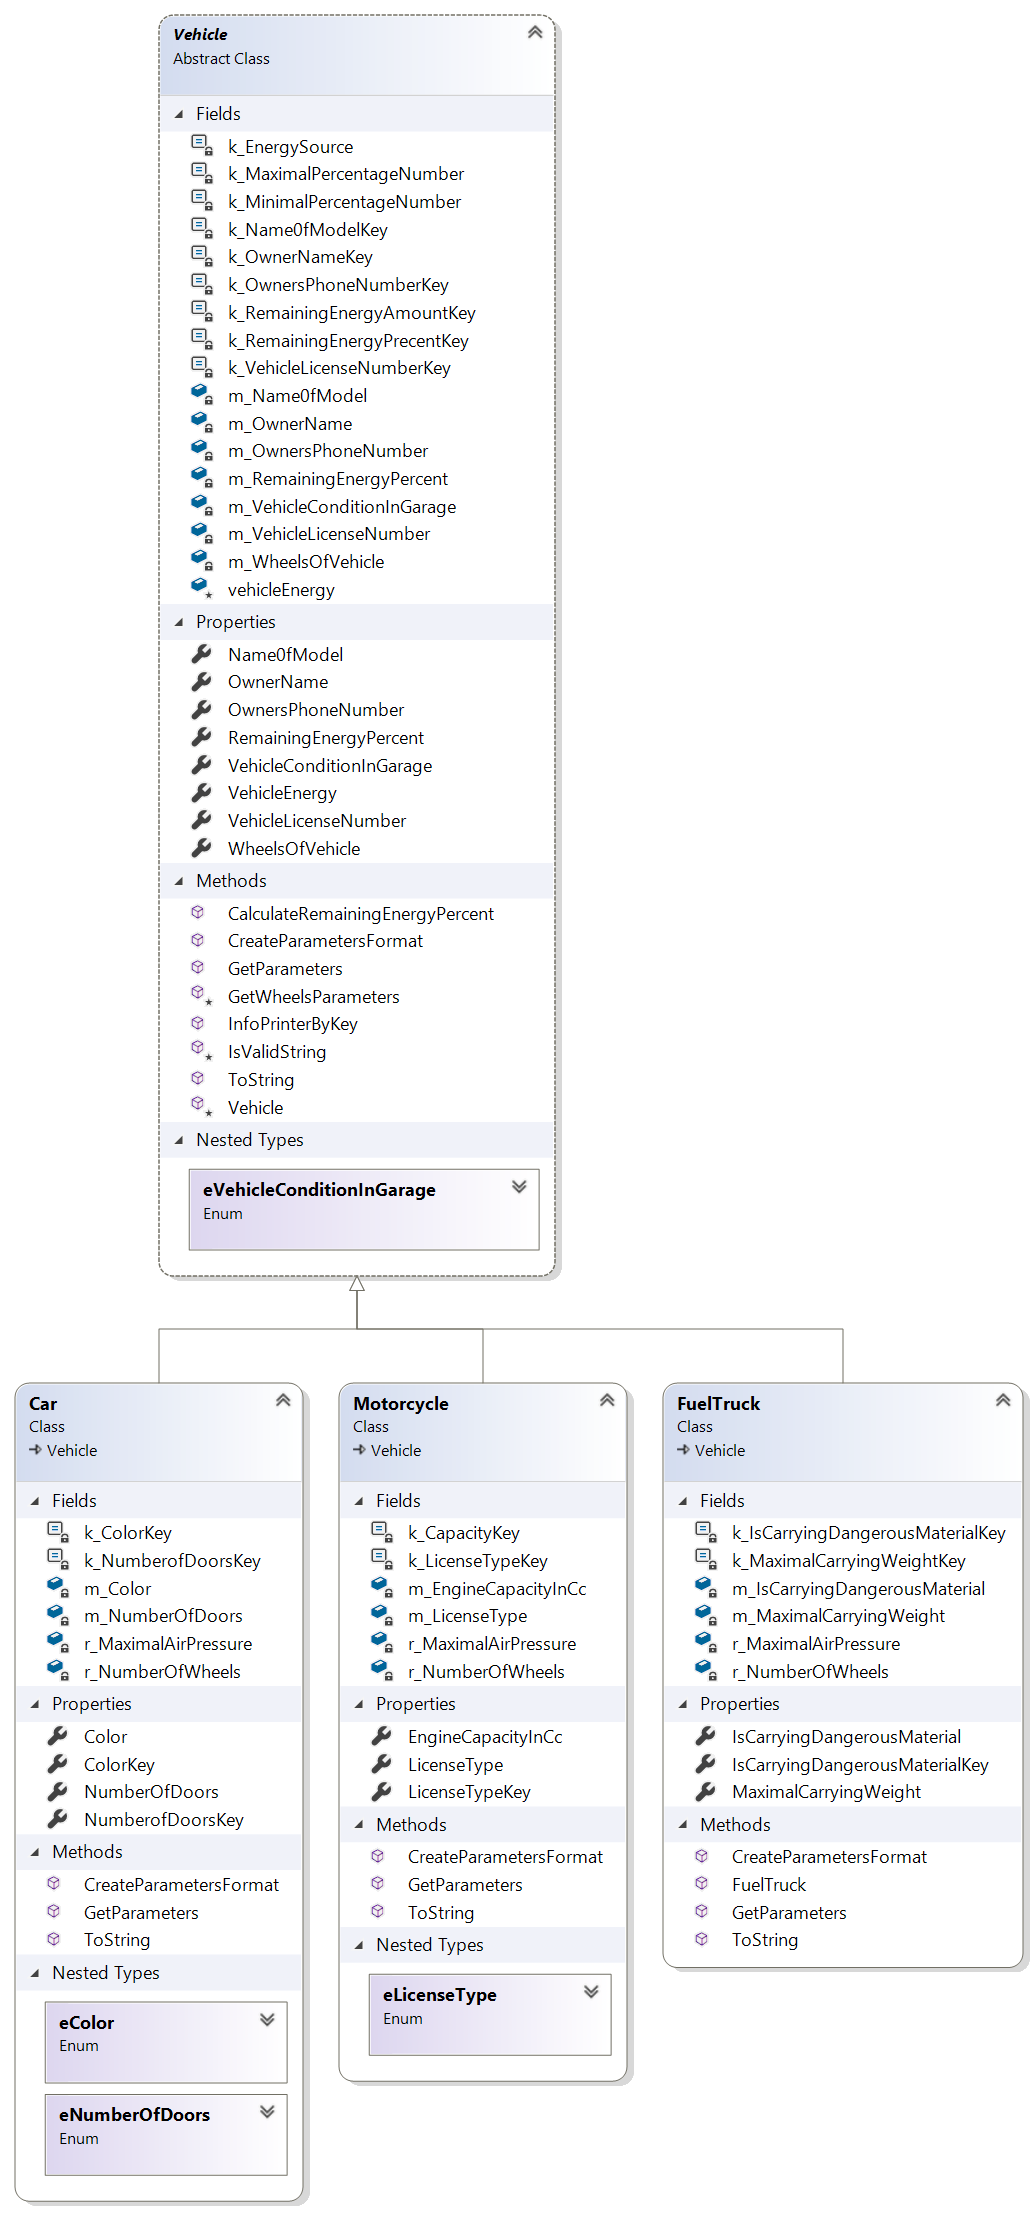 Vehicle
Abstract Class
Fields
k_EnergySource
k_MaximalPercentageNumber
k_MinimalPercentageNumber
k_Name0fModelKey
k_OwnerNameKey
k_OwnersPhoneNumberKey
k_RemainingEnergyAmountKey
k_RemainingEnergyPrecentKey
k_VehicleLicenseNumberKey
m_Name0fModel
m_OwnerName
m_OwnersPhoneNumber
m_RemainingEnergyPercent
m_VehicleConditionInGarage
m_VehicleLicenseNumber
m_WheelsOfVehicle
vehicleEnergy
Properties
Name0fModel
OwnerName
OwnersPhoneNumber
RemainingEnergyPercent
VehicleConditionInGarage
VehicleEnergy
VehicleLicenseNumber
WheelsOfVehicle
Methods
CalculateRemainingEnergyPercent
CreateParametersFormat
GetParameters
GetWheelsParameters
InfoPrinterByKey
IsValidString
ToString
Vehicle
Nested Types
eVehicleConditionInGarage
Enum
Car
Class
Vehicle
Fields
k_ColorKey
k_NumberofDoorsKey
m_Color
m_NumberOfDoors
r_MaximalAirPressure
r_NumberOfWheels
Properties
Color
ColorKey
NumberOfDoors
NumberofDoorsKey
Methods
CreateParametersFormat
GetParameters
ToString
Nested Types
eColor
Enum
eNumberOfDoors
Enum
Motorcycle
Class
Vehicle
Fields
k_CapacityKey
k_LicenseTypeKey
m_EngineCapacityInCc
m_LicenseType
r_MaximalAirPressure
r_NumberOfWheels
Properties
EngineCapacityInCc
LicenseType
LicenseTypeKey
Methods
CreateParametersFormat
GetParameters
ToString
Nested Types
eLicenseType
Enum
FuelTruck
Class
Vehicle
Fields
k_IsCarryingDangerousMaterialKey
k_MaximalCarryingWeightKey
m_IsCarryingDangerousMaterial
m_MaximalCarryingWeight
r_MaximalAirPressure
r_NumberOfWheels
Properties
IsCarryingDangerousMaterial
IsCarryingDangerousMaterialKey
MaximalCarryingWeight
Methods
CreateParametersFormat
FuelTruck
GetParameters
ToString